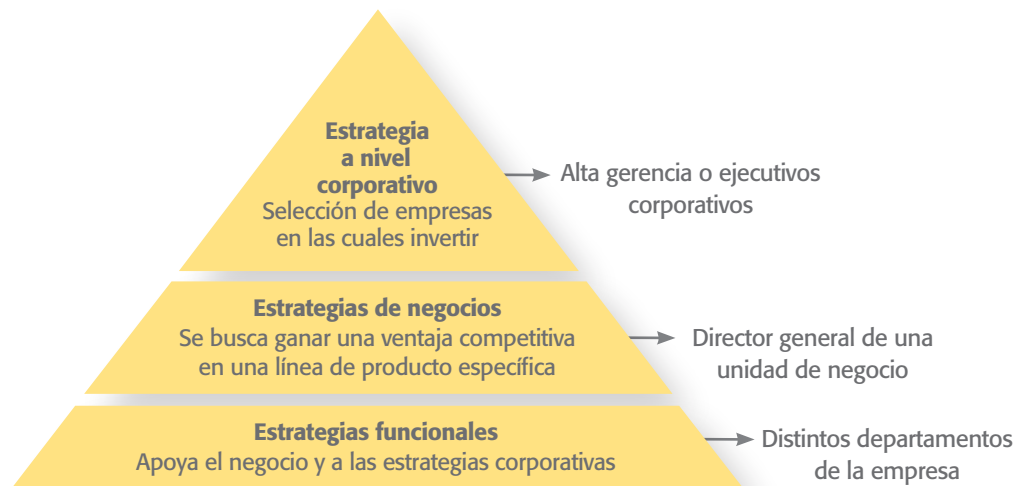 Estrategia
a nivel
corporativo
Selección de empresas
en las cuales invertir
Alta gerencia o ejecutivos
corporativos
Estrategias de negocios
Se busca ganar una ventaja competitiva
en una línea de producto específica
Director general de una
unidad de negocio
Estrategias funcionales
Apoya el negocio y a las estrategias corporativas
Distintos departamentos
de la empresa